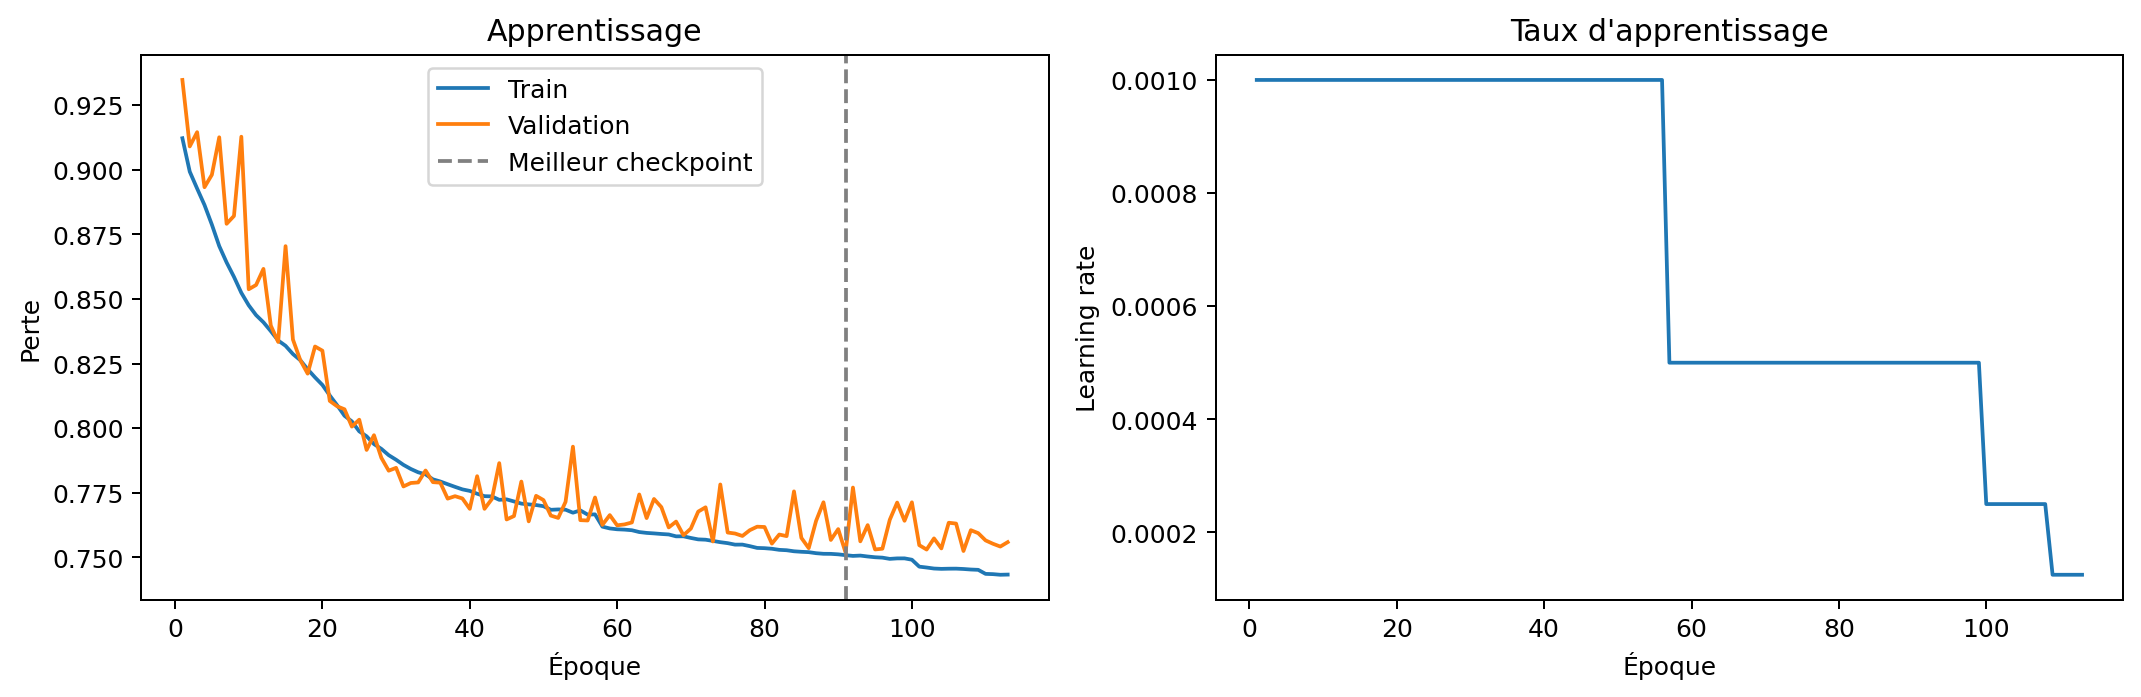 Apprentissage
Perte
0.925
0.900
0.875
0.850
0.825
0.800
0.775
0.750
Train
Validation
Meilleur checkpoint
0
20
40
60
80
100
Époque
Taux d'apprentissage
Learning rate
0.0010
0.0008
0.0006
0.0004
0.0002
0
20
40
60
80
100
Époque